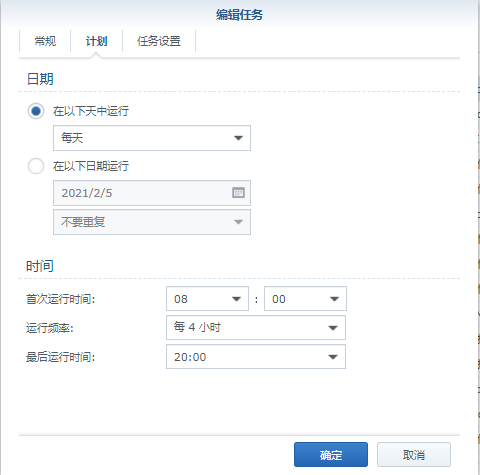 编辑任务
常规 计划 任务设置
日期
在以下天中运行
每天
在以下日期运行
2021/2/5
不要重复
时间
首次运行时间: 08 : 00
运行频率: 每 4 小时
最后运行时间: 20:00
确定 取消